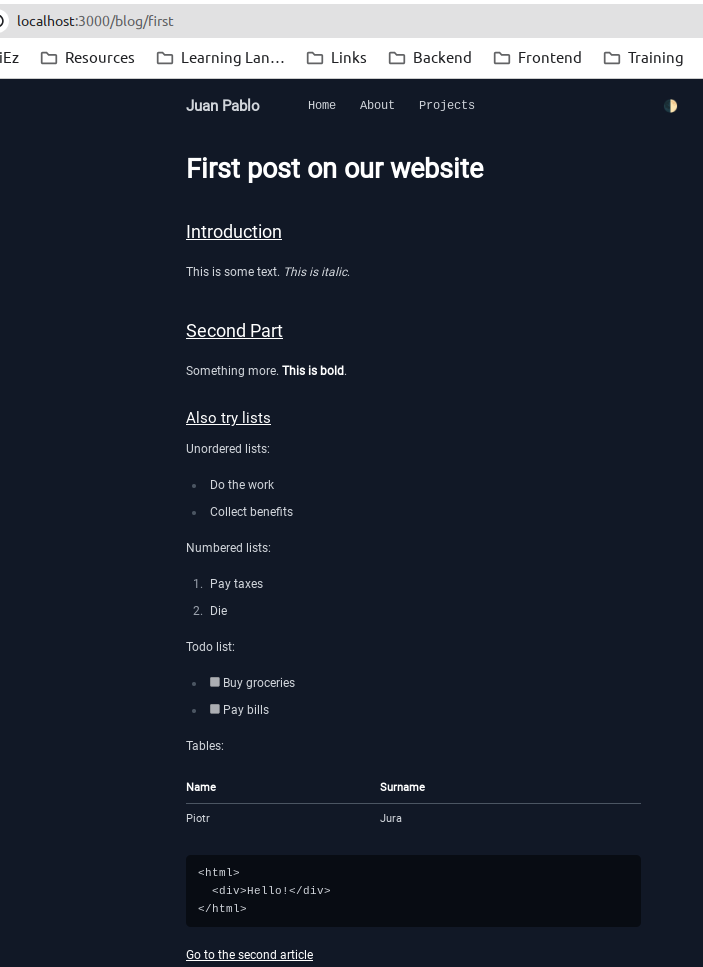 localhost:3000/blog/first
iEz Resources Learning Lan... Links Backend Frontend Training
Juan Pablo Home About Projects
First post on our website
Introduction
This is some text. This is italic.
Second Part
Something more. This is bold.
Also try lists
Unordered lists:
Do the work
Collect benefits
Numbered lists:
1. Pay taxes
2. Die
Todo list:
Buy groceries
Pay bills
Tables:
Name Surname
Piotr Jura
<html>
  <div>Hello!</div>
</html>
Go to the second article